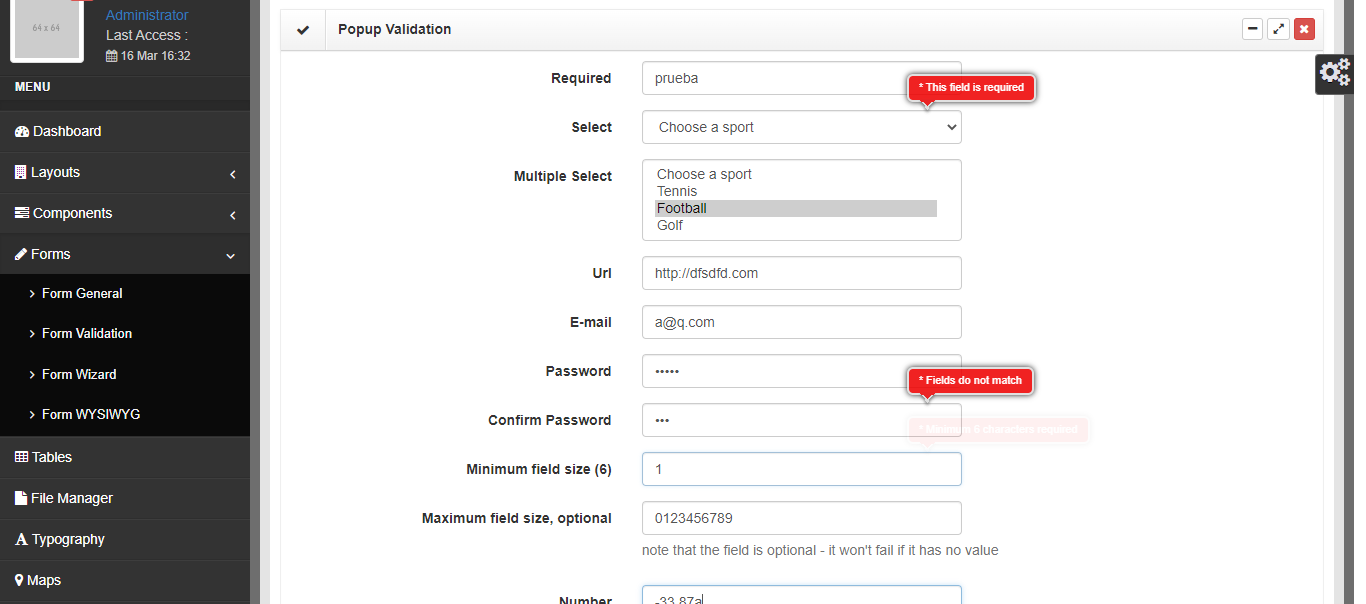 64 x 64
Administrator
Last Access :
16 Mar 16:32
MENU
Dashboard
Layouts
Components
Forms
Form General
Form Validation
Form Wizard
Form WYSIWYG
Tables
File Manager
Typography
Maps
Popup Validation
Required
prueba
* This field is required
Select
Choose a sport
Multiple Select
Choose a sport
Tennis
Football
Golf
Url
http://dfsdfd.com
E-mail
a@q.com
Password
•••••
* Fields do not match
Confirm Password
•••
* Minimum 6 characters required
Minimum field size (6)
1
Maximum field size, optional
0123456789
note that the field is optional - it won't fail if it has no value
Number
-33.87a